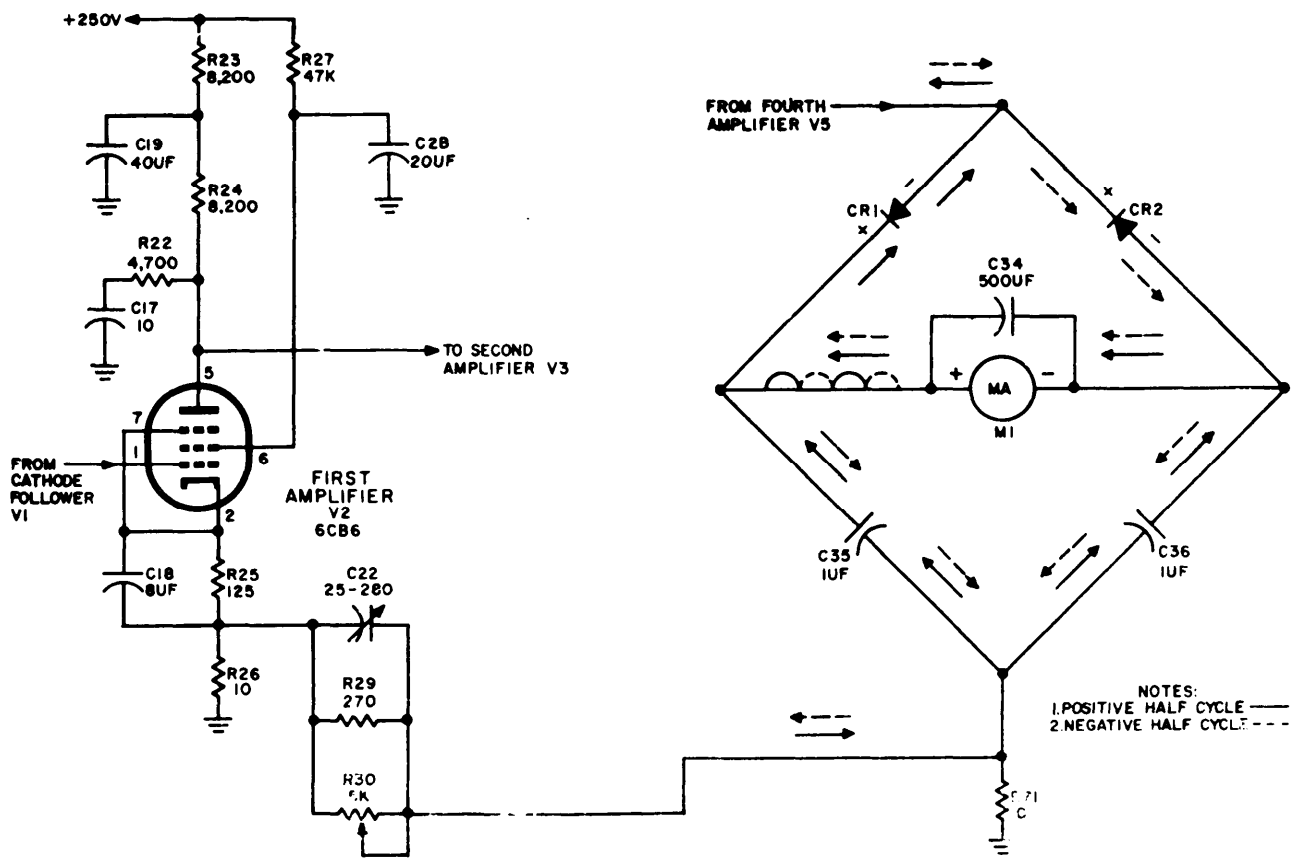 +250V
R23
8,200
R27
47K
C19
40UF
C2B
20UF
R24
8,200
R22
4,700
C17
10
TO SECOND
AMPLIFIER V3
5
7
1
6
2
FROM
CATHODE
FOLLOWER
V1
FIRST
AMPLIFIER
V2
6CB6
C18
8UF
R25
125
C22
25-280
R26
10
R29
270
R30
FROM FOURTH
AMPLIFIER V5
-
CR1
+
+
CR2
-
C34
500UF
+
MA
-
M1
C35
1UF
C36
1UF
NOTES:
1.POSITIVE HALF CYCLE
2.NEGATIVE HALF CYCLE